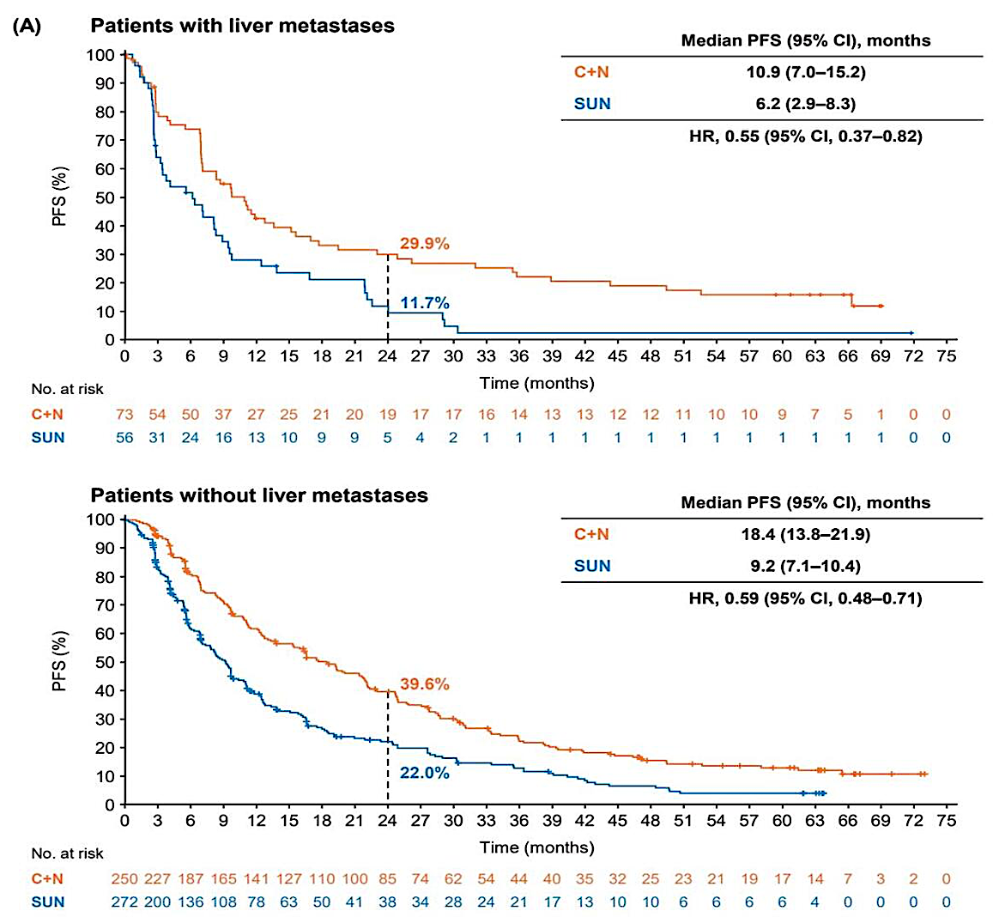 (A) Patients with liver metastases
Median PFS (95% CI), months
C+N 10.9 (7.0–15.2)
SUN 6.2 (2.9–8.3)
HR, 0.55 (95% CI, 0.37–0.82)
PFS (%)
100
90
80
70
60
50
40
30
20
10
0
29.9%
11.7%
0 3 6 9 12 15 18 21 24 27 30 33 36 39 42 45 48 51 54 57 60 63 66 69 72 75
Time (months)
No. at risk
C+N 73 54 50 37 27 25 21 20 19 17 17 16 14 13 13 12 12 11 10 10 9 7 5 1 0 0
SUN 56 31 24 16 13 10 9 9 5 4 2 1 1 1 1 1 1 1 1 1 1 1 1 1 0 0
Patients without liver metastases
Median PFS (95% CI), months
C+N 18.4 (13.8–21.9)
SUN 9.2 (7.1–10.4)
HR, 0.59 (95% CI, 0.48–0.71)
PFS (%)
100
90
80
70
60
50
40
30
20
10
0
39.6%
22.0%
0 3 6 9 12 15 18 21 24 27 30 33 36 39 42 45 48 51 54 57 60 63 66 69 72 75
Time (months)
No. at risk
C+N 250 227 187 165 141 127 110 100 85 74 62 54 44 40 35 32 25 23 21 19 17 14 7 3 2 0
SUN 272 200 136 108 78 63 50 41 38 34 28 24 21 17 13 10 10 6 6 6 6 4 0 0 0 0